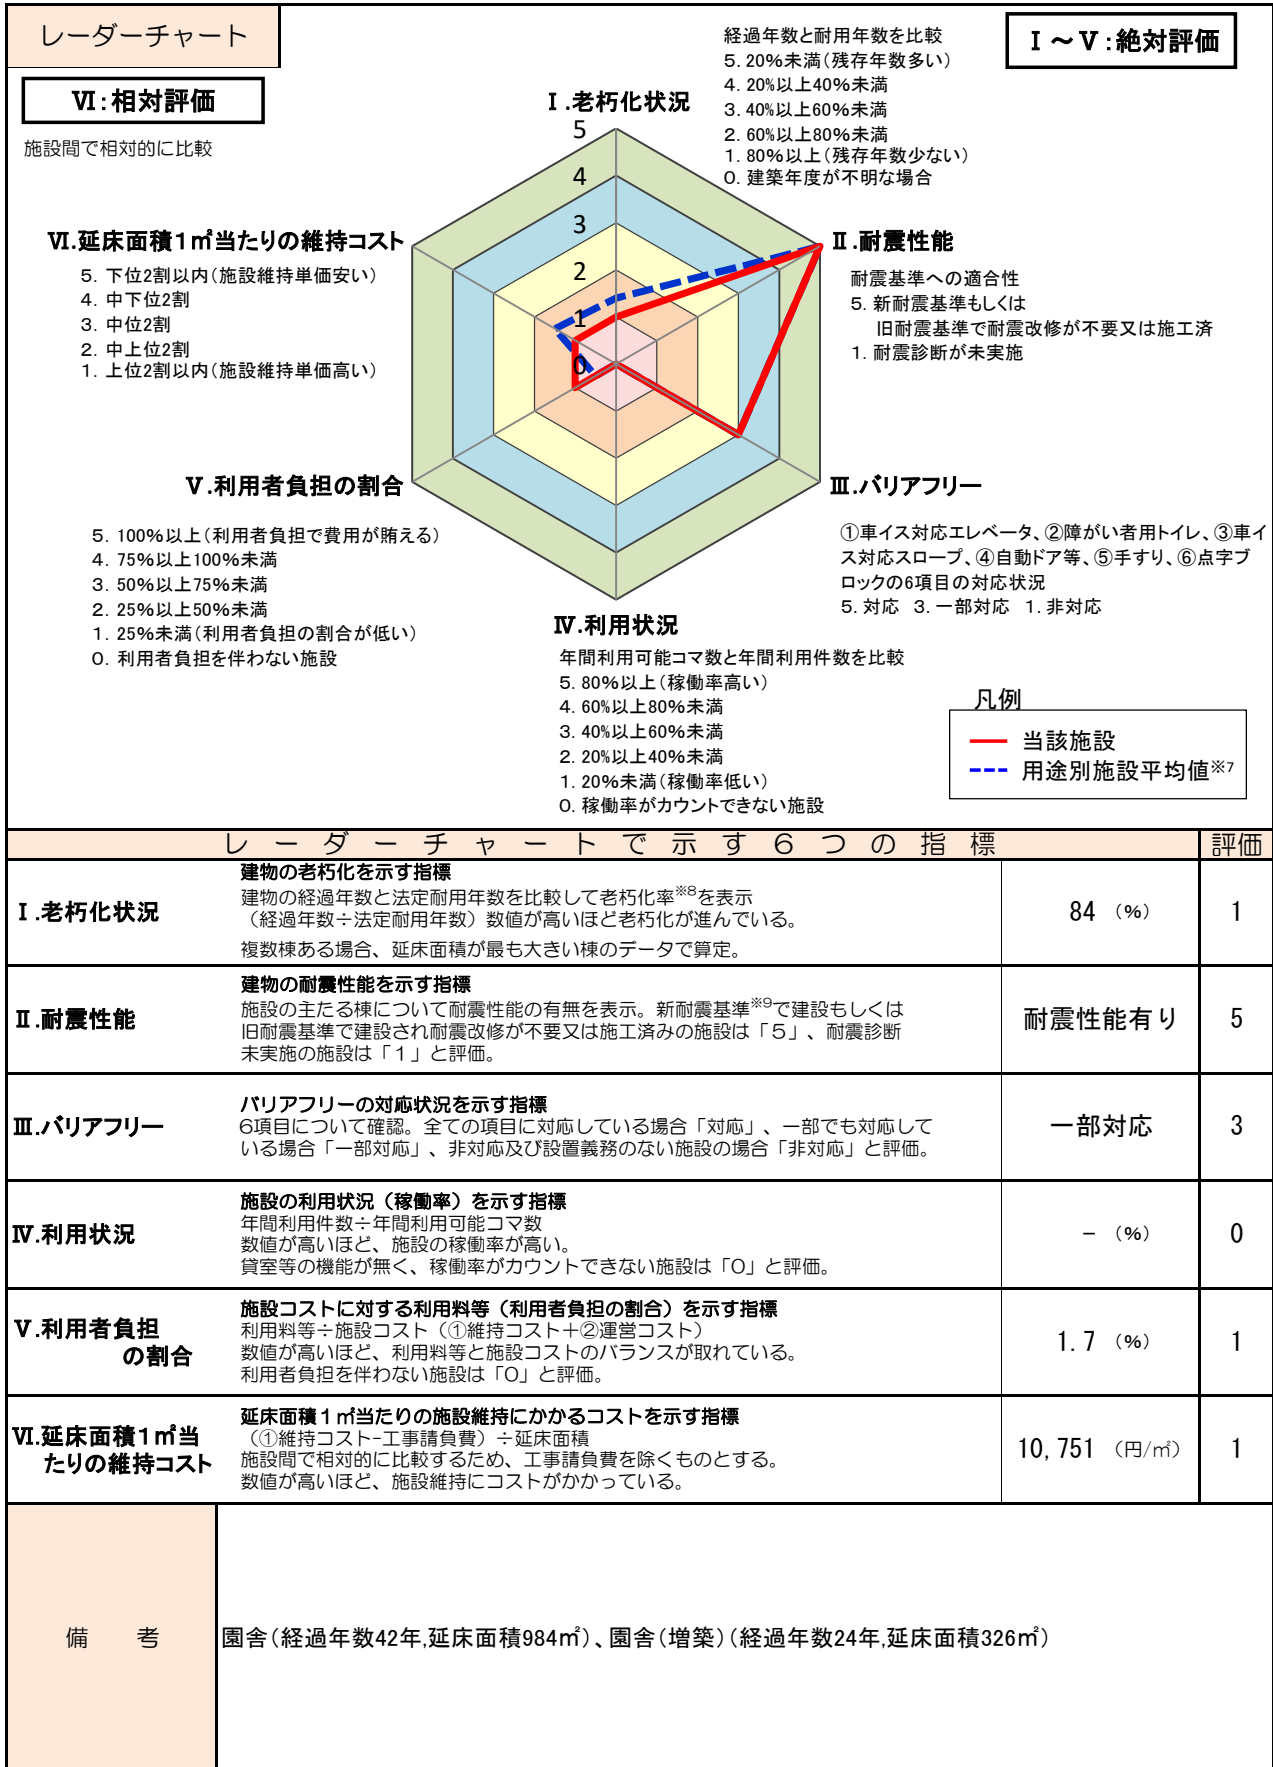 レーダーチャート
Ⅵ:相対評価
施設間で相対的に比較
Ⅰ～Ⅴ:絶対評価
経過年数と耐用年数を比較
5. 20%未満(残存年数多い)
4. 20%以上40%未満
3. 40%以上60%未満
2. 60%以上80%未満
1. 80%以上(残存年数少ない)
0. 建築年度が不明な場合
Ⅰ.老朽化状況
5
4
3
2
1
0
Ⅵ.延床面積1㎡当たりの維持コスト
5. 下位2割以内(施設維持単価安い)
4. 中下位2割
3. 中位2割
2. 中上位2割
1. 上位2割以内(施設維持単価高い)
Ⅱ.耐震性能
耐震基準への適合性
5. 新耐震基準もしくは
旧耐震基準で耐震改修が不要又は施工済
1. 耐震診断が未実施
Ⅴ.利用者負担の割合
5. 100%以上(利用者負担で費用が賄える)
4. 75%以上100%未満
3. 50%以上75%未満
2. 25%以上50%未満
1. 25%未満(利用者負担の割合が低い)
0. 利用者負担を伴わない施設
Ⅲ.バリアフリー
①車イス対応エレベータ、②障がい者用トイレ、③車イ
ス対応スロープ、④自動ドア等、⑤手すり、⑥点字ブ
ロックの6項目の対応状況
5. 対応 3. 一部対応 1. 非対応
Ⅳ.利用状況
年間利用可能コマ数と年間利用件数を比較
5. 80%以上(稼働率高い)
4. 60%以上80%未満
3. 40%以上60%未満
2. 20%以上40%未満
1. 20%未満(稼働率低い)
0. 稼働率がカウントできない施設
凡例
当該施設
用途別施設平均値※7
レーダーチャートで示す6つの指標 評価
Ⅰ.老朽化状況
建物の老朽化を示す指標
建物の経過年数と法定耐用年数を比較して老朽化率※8を表示
(経過年数÷法定耐用年数)数値が高いほど老朽化が進んでいる。
複数棟ある場合、延床面積が最も大きい棟のデータで算定。
84 (%) 1
Ⅱ.耐震性能
建物の耐震性能を示す指標
施設の主たる棟について耐震性能の有無を表示。新耐震基準※9で建設もしくは
旧耐震基準で建設され耐震改修が不要又は施工済みの施設は「5」、耐震診断
未実施の施設は「1」と評価。
耐震性能有り 5
Ⅲ.バリアフリー
バリアフリーの対応状況を示す指標
6項目について確認。全ての項目に対応している場合「対応」、一部でも対応して
いる場合「一部対応」、非対応及び設置義務のない施設の場合「非対応」と評価。
一部対応 3
Ⅳ.利用状況
施設の利用状況(稼働率)を示す指標
年間利用件数÷年間利用可能コマ数
数値が高いほど、施設の稼働率が高い。
貸室等の機能が無く、稼働率がカウントできない施設は「0」と評価。
－ (%) 0
Ⅴ.利用者負担
の割合
施設コストに対する利用料等(利用者負担の割合)を示す指標
利用料等÷施設コスト(①維持コスト+②運営コスト)
数値が高いほど、利用料等と施設コストのバランスが取れている。
利用者負担を伴わない施設は「0」と評価。
1.7 (%) 1
Ⅵ.延床面積1㎡当
たりの維持コスト
延床面積1㎡当たりの施設維持にかかるコストを示す指標
(①維持コスト-工事請負費)÷延床面積
施設間で相対的に比較するため、工事請負費を除くものとする。
数値が高いほど、施設維持にコストがかかっている。
10,751 (円/㎡) 1
備 考
園舎(経過年数42年,延床面積984㎡)、園舎(増築)(経過年数24年,延床面積326㎡)